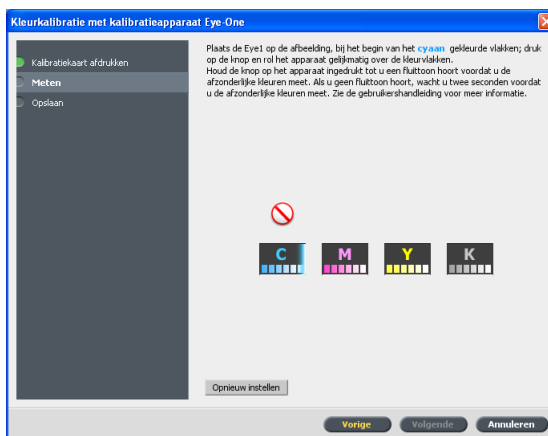 Kleurkalibratie met kalibratieapparaat Eye-One
Kalibratiekaart afdrukken
Meten
Opslaan
Plaats de Eye1 op de afbeelding, bij het begin van het cyaan gekleurde vlakken; druk
op de knop en rol het apparaat gelijkmatig over de kleurvlakken.
Houd de knop op het apparaat ingedrukt tot u een fluittoon hoort voordat u de
afzonderlijke kleuren meet. Als u geen fluittoon hoort, wacht u twee seconden voordat
u de afzonderlijke kleuren meet. Zie de gebruikershandleiding voor meer informatie.
C M Y K
Opnieuw instellen
Vorige Volgende Annuleren